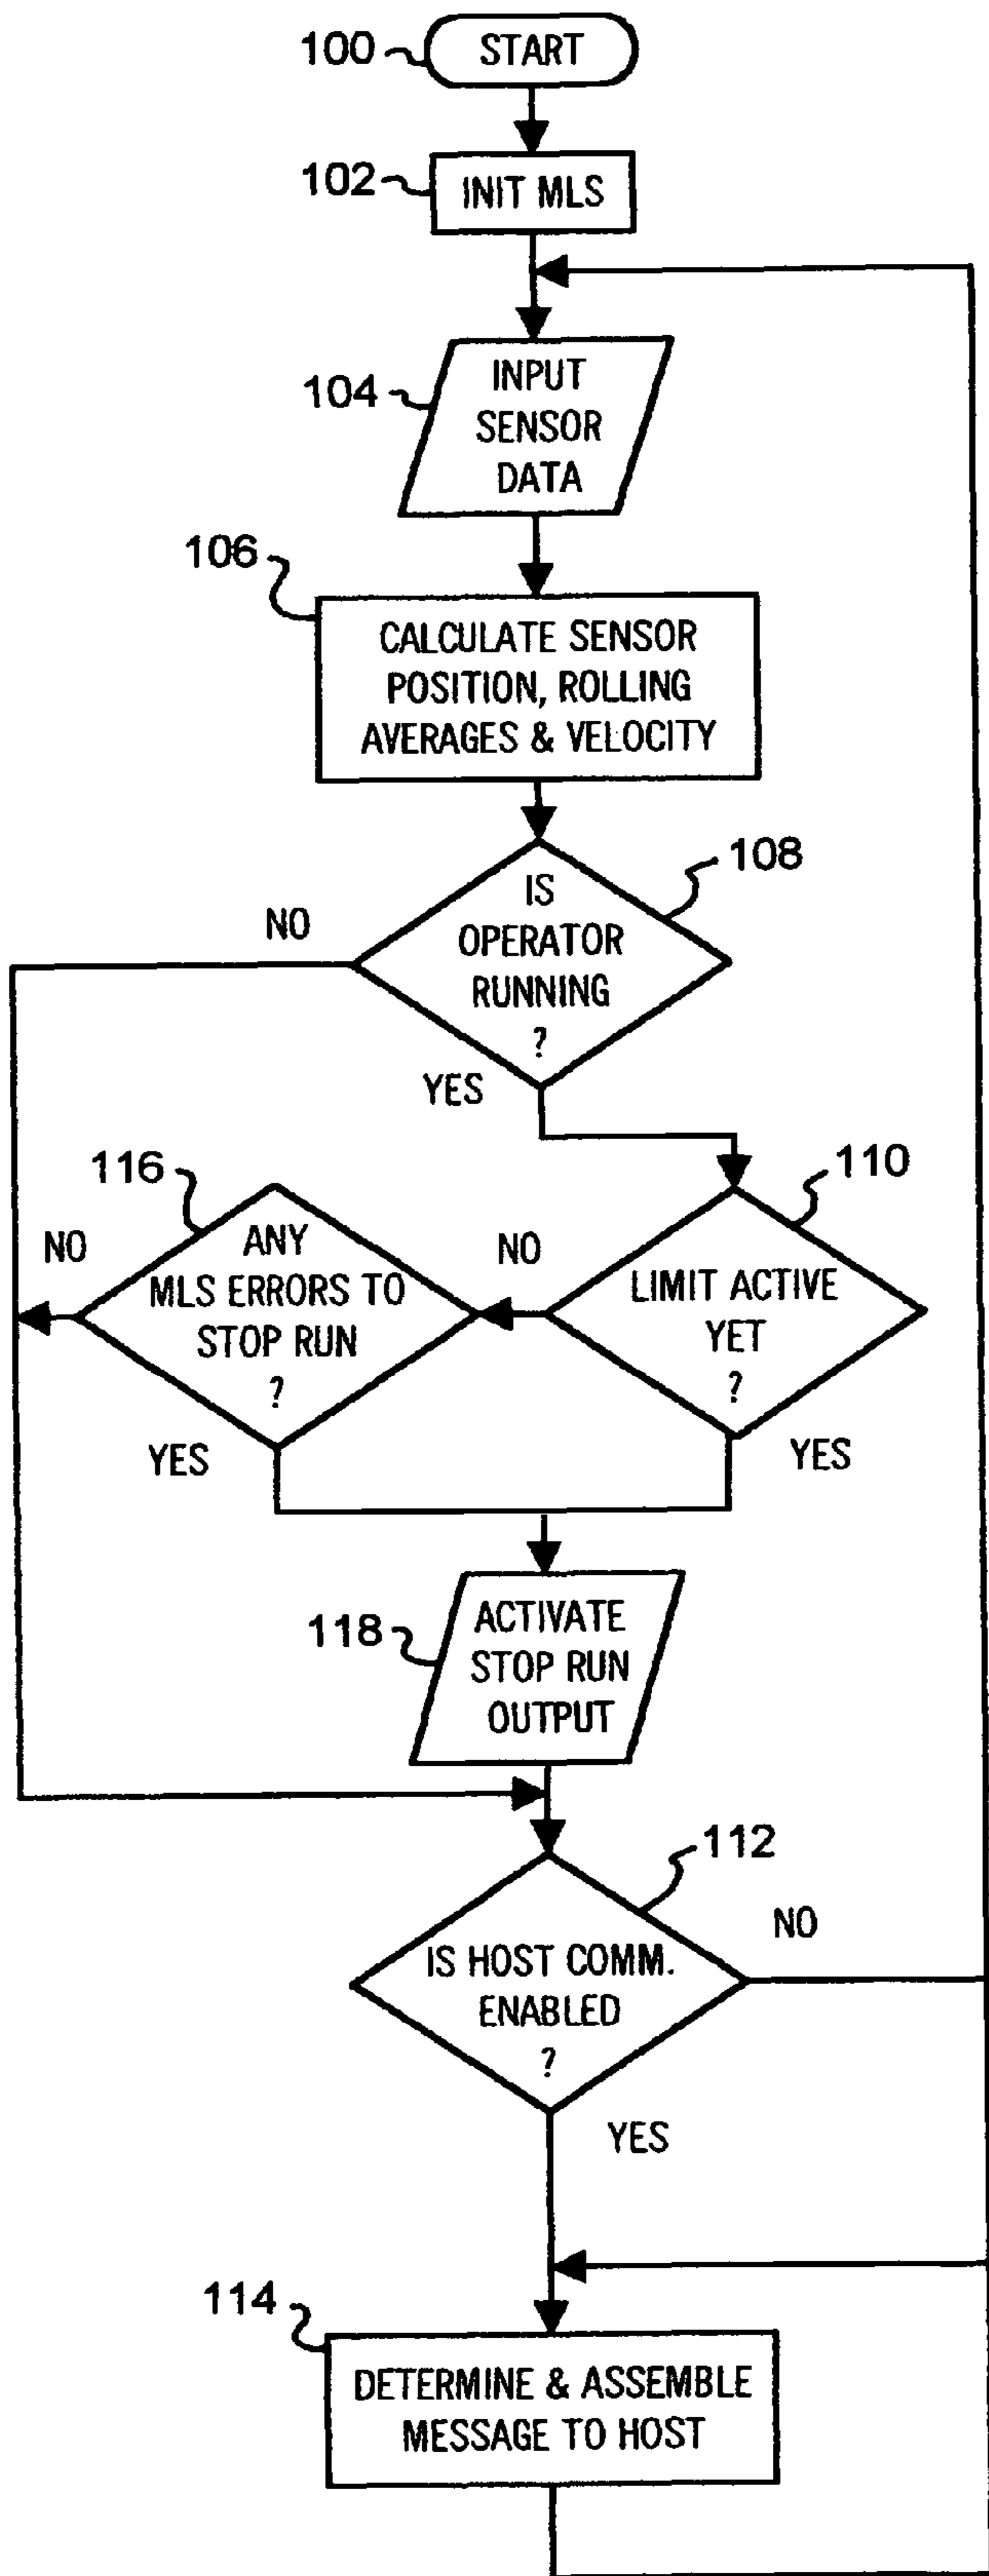 100
START
102
INIT MLS
104
INPUT
SENSOR
DATA
106
CALCULATE SENSOR
POSITION, ROLLING
AVERAGES & VELOCITY
108
IS
OPERATOR
RUNNING
?
NO
YES
110
LIMIT ACTIVE
YET
?
NO
YES
116
ANY
MLS ERRORS TO
STOP RUN
?
NO
YES
118
ACTIVATE
STOP RUN
OUTPUT
112
IS HOST COMM.
ENABLED
?
NO
YES
114
DETERMINE & ASSEMBLE
MESSAGE TO HOST